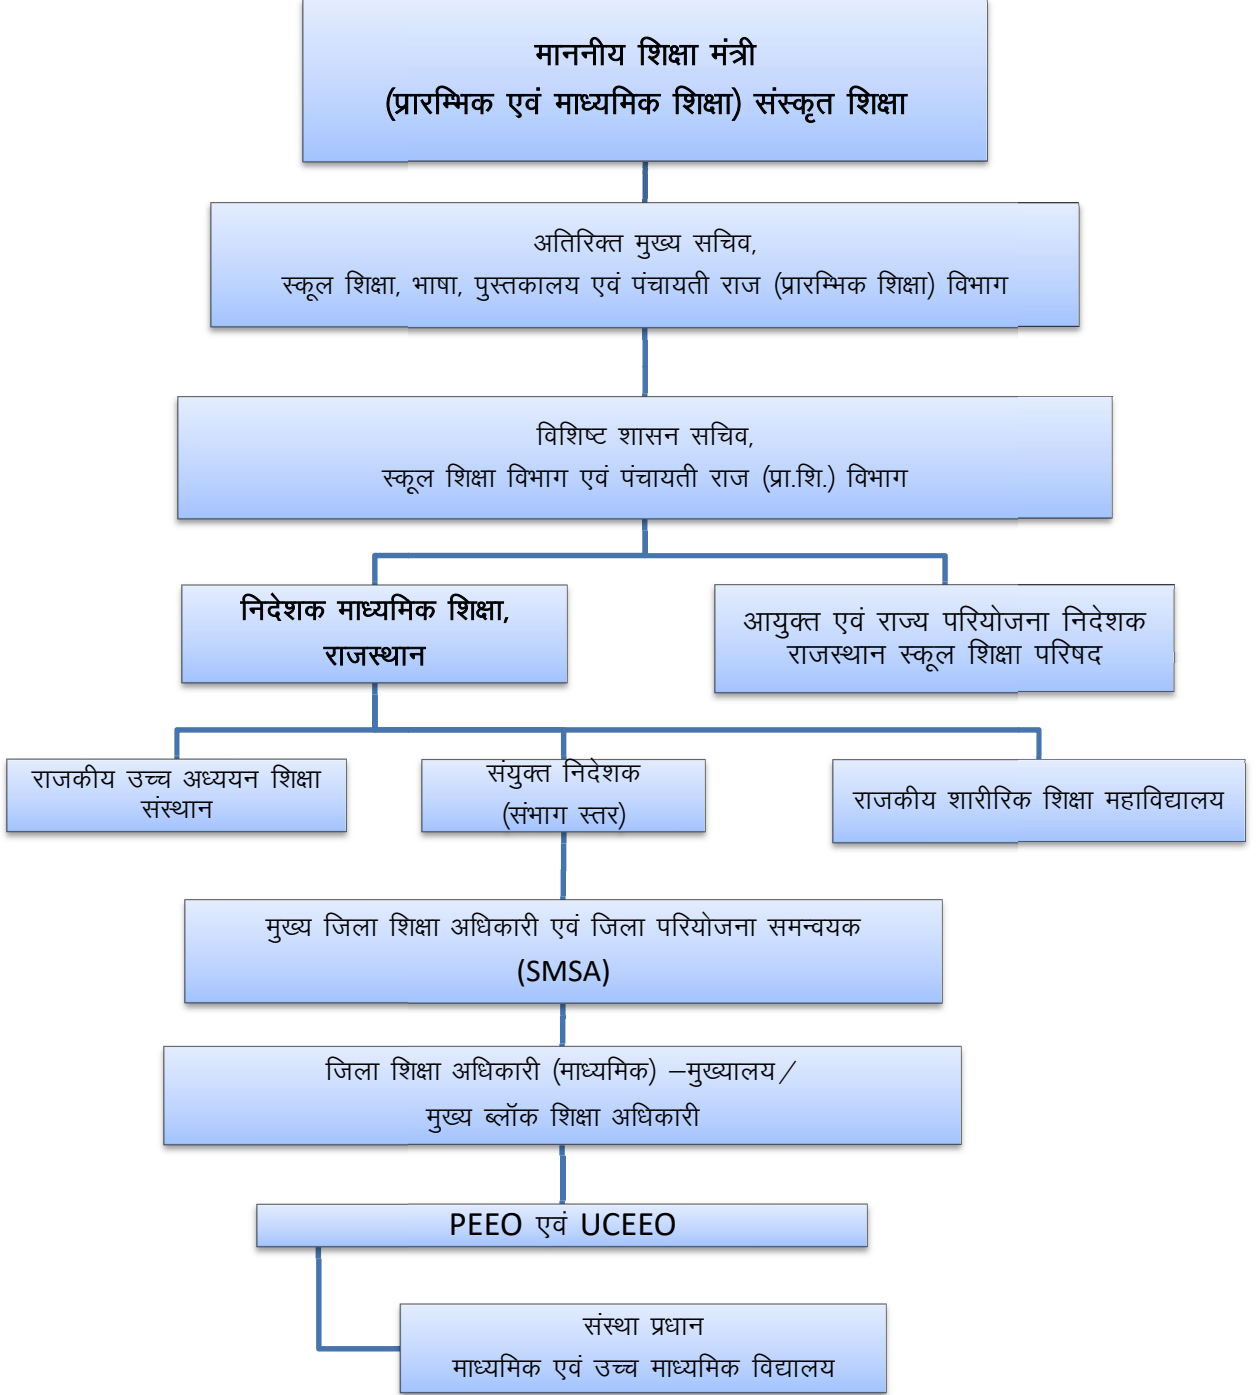 माननीय शिक्षा मंत्री
(प्रारम्भिक एवं माध्यमिक शिक्षा) संस्कृत शिक्षा
अतिरिक्त मुख्य सचिव,
स्कूल शिक्षा, भाषा, पुस्तकालय एवं पंचायती राज (प्रारम्भिक शिक्षा) विभाग
विशिष्ट शासन सचिव,
स्कूल शिक्षा विभाग एवं पंचायती राज (प्रा.शि.) विभाग
निदेशक माध्यमिक शिक्षा,
राजस्थान
आयुक्त एवं राज्य परियोजना निदेशक
राजस्थान स्कूल शिक्षा परिषद
राजकीय उच्च अध्ययन शिक्षा
संस्थान
संयुक्त निदेशक
(संभाग स्तर)
राजकीय शारीरिक शिक्षा महाविद्यालय
मुख्य जिला शिक्षा अधिकारी एवं जिला परियोजना समन्वयक
(SMSA)
जिला शिक्षा अधिकारी (माध्यमिक) –मुख्यालय/
मुख्य ब्लॉक शिक्षा अधिकारी
PEEO एवं UCEEO
संस्था प्रधान
माध्यमिक एवं उच्च माध्यमिक विद्यालय